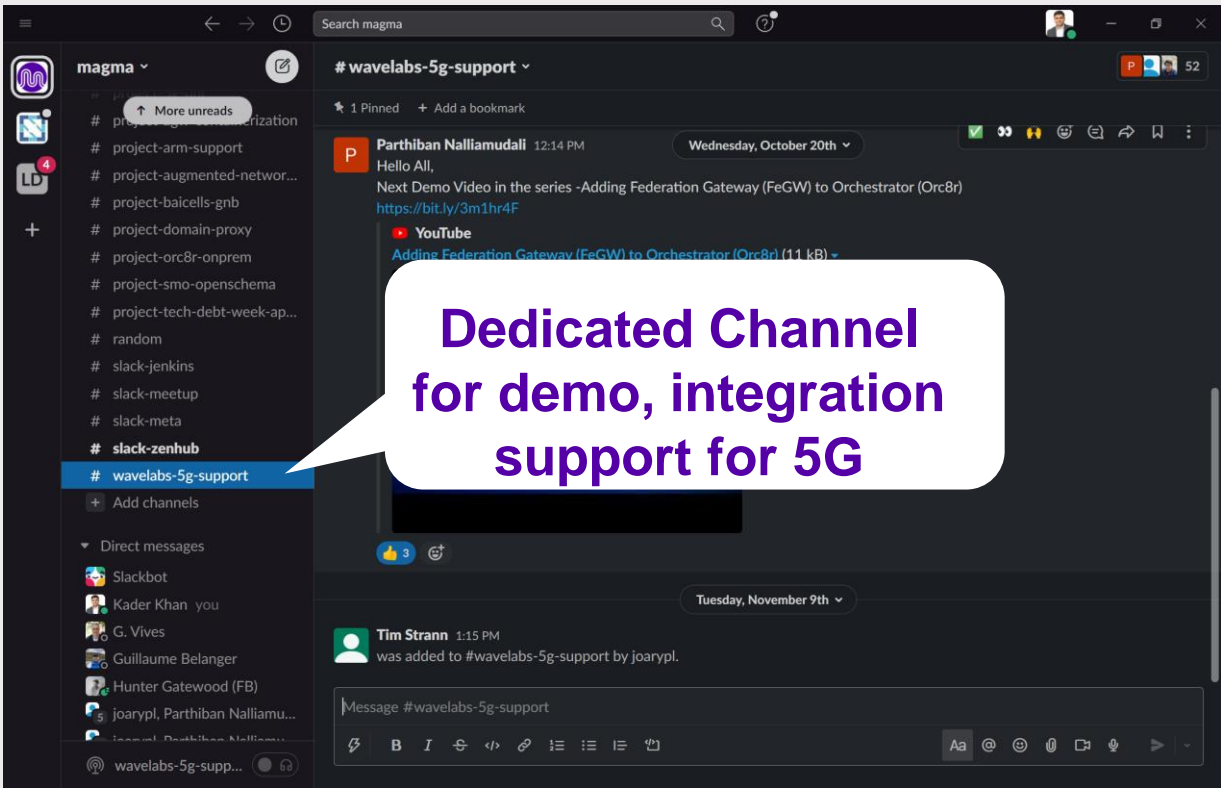 Search magma
magma
# wavelabs-5g-support
52
1 Pinned + Add a bookmark
More unreads
# project-arm-support
# project-augmented-networ...
# project-baicells-gnb
# project-domain-proxy
# project-orc8r-onprem
# project-smo-openschema
# project-tech-debt-week-ap...
# random
# slack-jenkins
# slack-meetup
# slack-meta
# slack-zenhub
# wavelabs-5g-support
+ Add channels
Direct messages
Slackbot
Kader Khan you
G. Vives
Guillaume Belanger
Hunter Gatewood (FB)
5 joarypl, Parthiban Nalliamu...
wavelabs-5g-supp...
LD
4
P
P
Parthiban Nalliamudali 12:14 PM
Wednesday, October 20th
Hello All,
Next Demo Video in the series -Adding Federation Gateway (FeGW) to Orchestrator (Orc8r)
https://bit.ly/3m1hr4F
YouTube
Adding Federation Gateway (FeGW) to Orchestrator (Orc8r) (11 kB)
Dedicated Channel
for demo, integration
support for 5G
3
Tuesday, November 9th
Tim Strann 1:15 PM
was added to #wavelabs-5g-support by joarypl.
Message #wavelabs-5g-support
B I S </>
Aa @